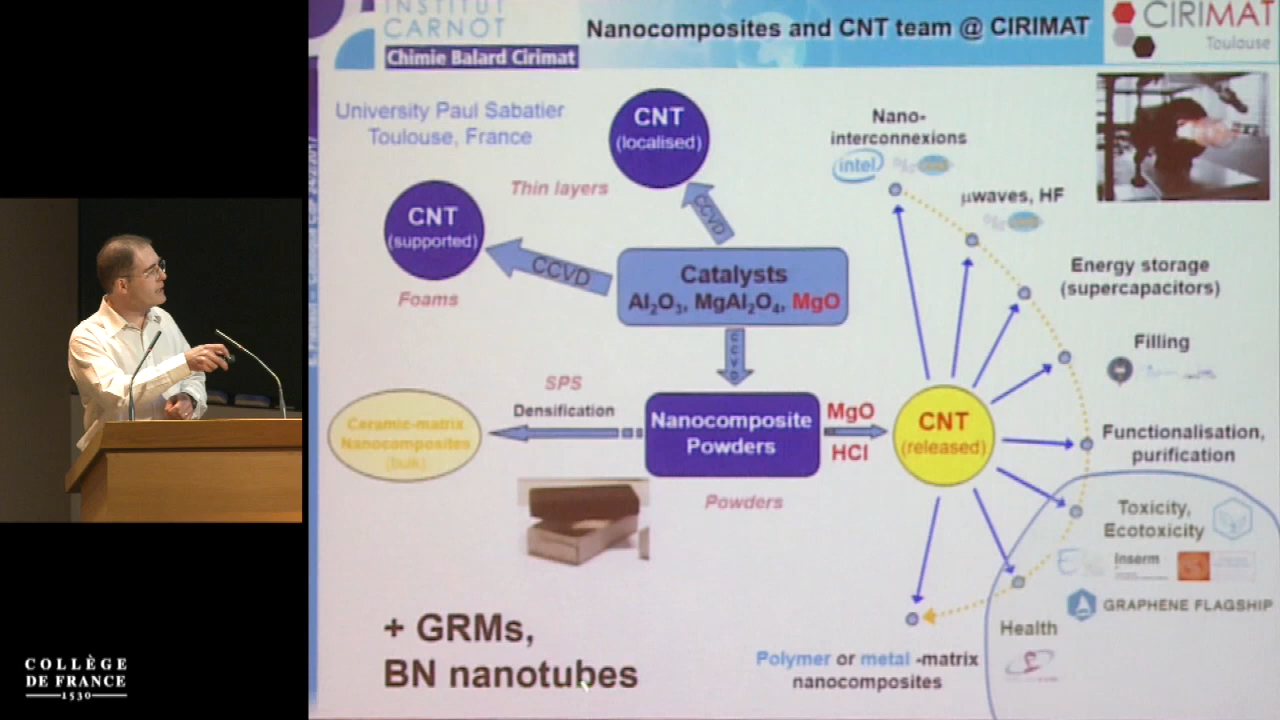 INSTITUT
CARNOT
Chimie Balard Cirimat
Nanocomposites and CNT team @ CIRIMAT
CIRIMAT
Toulouse
University Paul Sabatier
Toulouse, France
CNT
(localised)
Thin layers
CNT
(supported)
Foams
CCVD
CCVD
Catalysts
Al₂O₃, MgAl₂O₄, MgO
CCVD
SPS
Densification
Ceramic-matrix
Nanocomposites
(bulk)
Nanocomposite
Powders
Powders
MgO
HCl
CNT
(released)
Nano-
interconnexions
intel
µwaves, HF
Energy storage
(supercapacitors)
Filling
Functionalisation,
purification
Toxicity,
Ecotoxicity
Inserm
GRAPHENE FLAGSHIP
Health
Polymer or metal -matrix
nanocomposites
+ GRMs,
BN nanotubes
COLLÈGE
DE FRANCE
1530